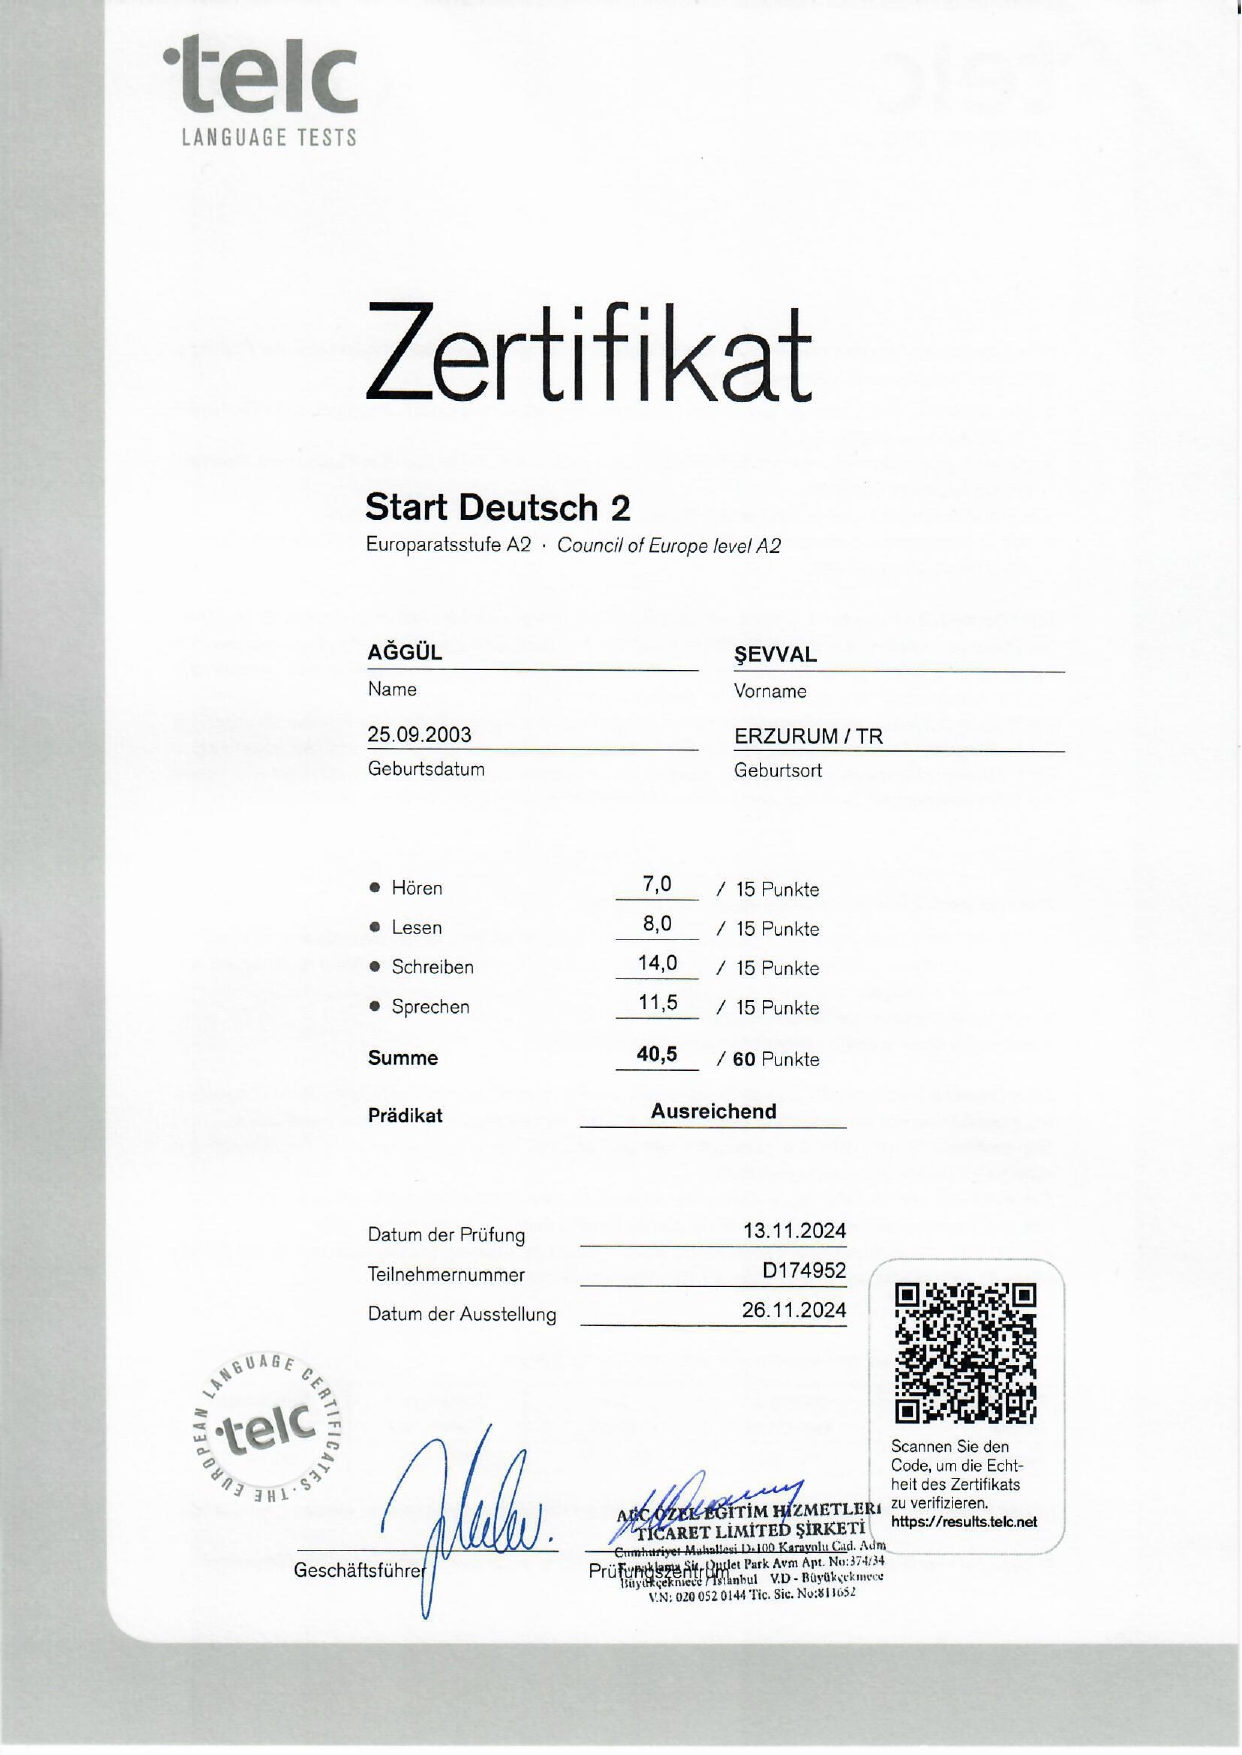 telc
LANGUAGE TESTS
Zertifikat
Start Deutsch 2
Europaratsstufe A2 · Council of Europe level A2
AĞGÜL ŞEVVAL
Name Vorname
25.09.2003 ERZURUM / TR
Geburtsdatum Geburtsort
• Hören 7,0 / 15 Punkte
• Lesen 8,0 / 15 Punkte
• Schreiben 14,0 / 15 Punkte
• Sprechen 11,5 / 15 Punkte
Summe 40,5 / 60 Punkte
Prädikat Ausreichend
Datum der Prüfung 13.11.2024
Teilnehmernummer D174952
Datum der Ausstellung 26.11.2024
THE EUROPEAN LANGUAGE CERTIFICATES
telc
Scannen Sie den
Code, um die Echt-
heit des Zertifikats
zu verifizieren.
https://results.telc.net
Geschäftsführer
Prüfungszentrum
ABC ÖZEL EĞİTİM HİZMETLERİ
TİCARET LİMİTED ŞİRKETİ
Cumhuriyet Mahallesi D-100 Karayolu Cad. Adm
Sit. Outlet Park Avm Apt. No:374/34
Büyükçekmece / İstanbul V.D - Büyükçekmece
V.N: 020 052 0144 Tic. Sic. No:811652